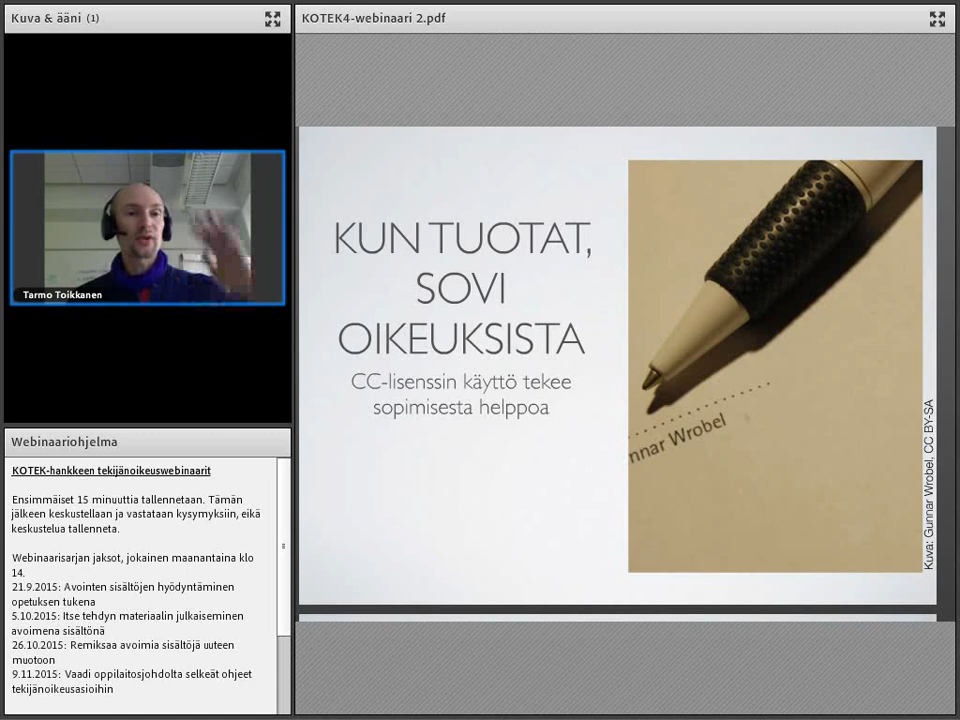 Kuva & ääni (1)
Tarmo Toikkanen
Webinaariohjelma
KOTEK-hankkeen tekijänoikeuswebinaarit
Ensimmäiset 15 minuuttia tallennetaan. Tämän
jälkeen keskustellaan ja vastataan kysymyksiin, eikä
keskustelua tallenneta.
Webinaarisarjan jaksot, jokainen maanantaina klo
14.
21.9.2015: Avointen sisältöjen hyödyntäminen
opetuksen tukena
5.10.2015: Itse tehdyn materiaalin julkaiseminen
avoimena sisältönä
26.10.2015: Remiksaa avoimia sisältöjä uuteen
muotoon
9.11.2015: Vaadi oppilaitosjohdolta selkeät ohjeet
tekijänoikeusasioihin
KOTEK4-webinaari 2.pdf
KUN TUOTAT,
SOVI
OIKEUKSISTA
CC-lisenssin käyttö tekee
sopimisesta helppoa
nnar Wrobel
Kuva: Gunnar Wrobel, CC BY-SA